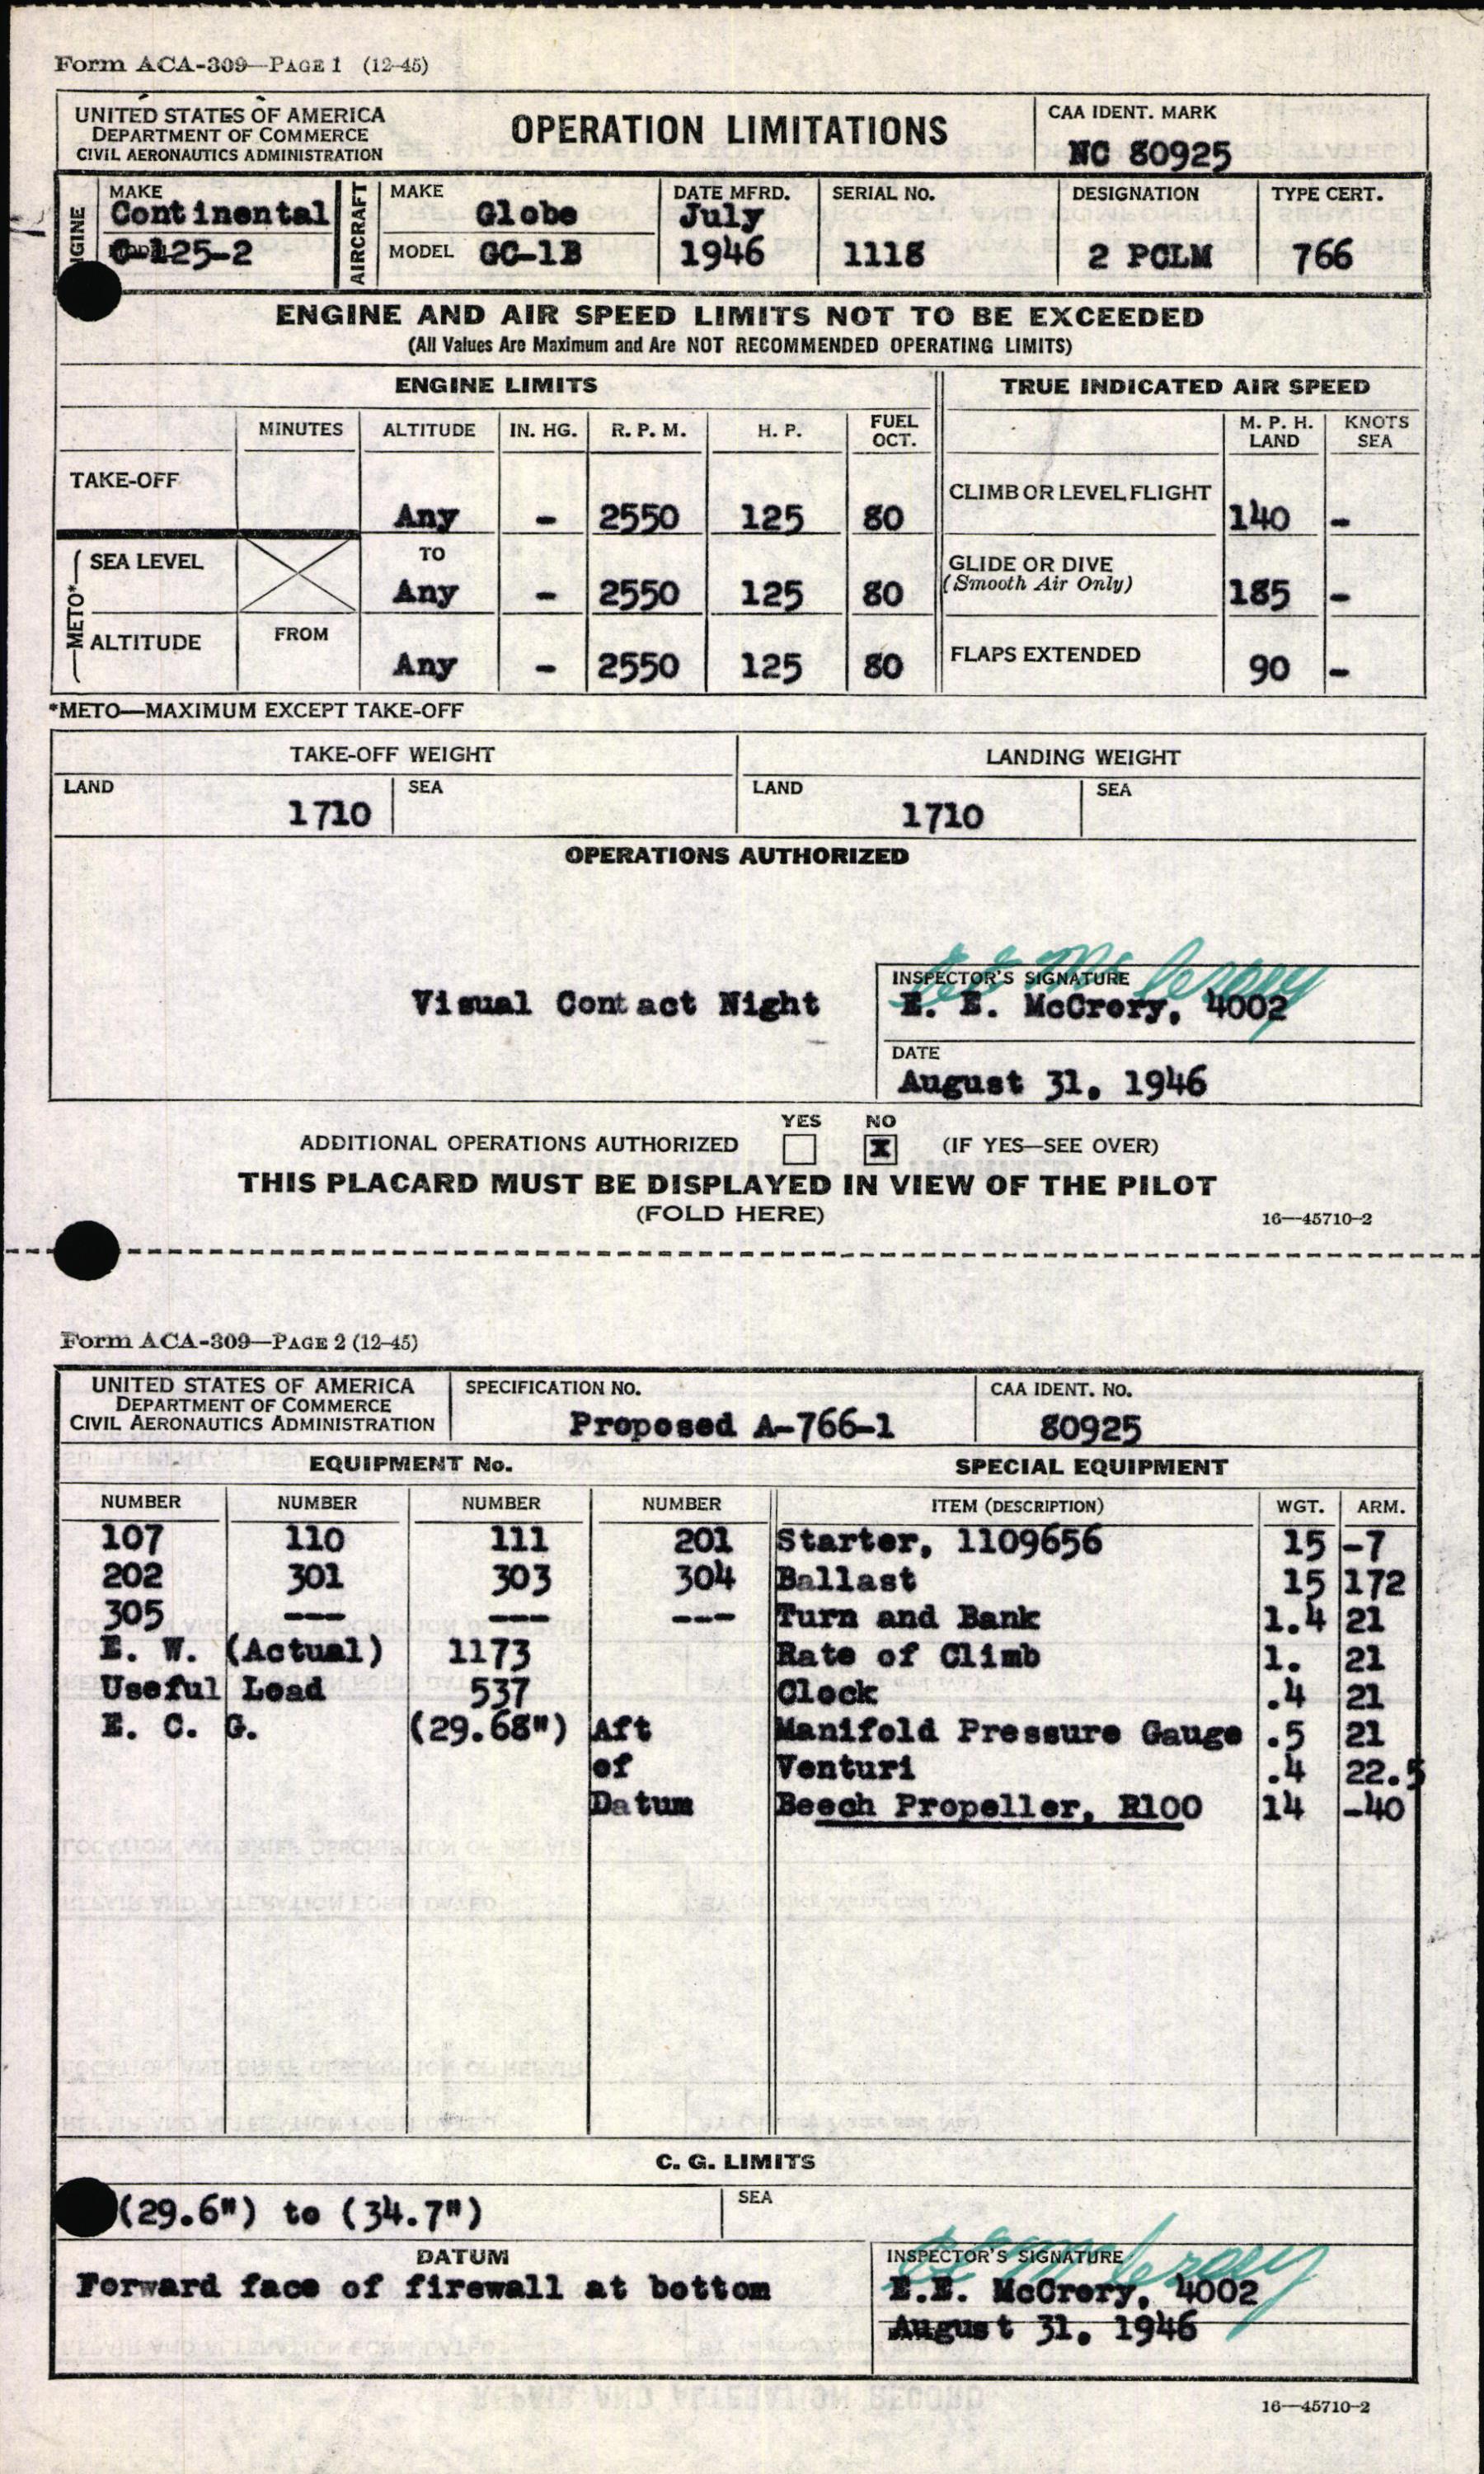 Form ACA-309—PAGE 1 (12-45)
UNITED STATES OF AMERICA
DEPARTMENT OF COMMERCE
CIVIL AERONAUTICS ADMINISTRATION
OPERATION LIMITATIONS
CAA IDENT. MARK
NC 80925
MAKE
Continental
C-125-2
AIRCRAFT
MAKE
Globe
MODEL GC-1B
DATE MFRD.
July
1946
SERIAL NO.
1118
DESIGNATION
2 PCLM
TYPE CERT.
766
ENGINE AND AIR SPEED LIMITS NOT TO BE EXCEEDED
(All Values Are Maximum and Are NOT RECOMMENDED OPERATING LIMITS)
ENGINE LIMITS
TRUE INDICATED AIR SPEED
MINUTES ALTITUDE IN. HG. R. P. M. H. P. FUEL OCT.
M. P. H. LAND KNOTS SEA
TAKE-OFF Any - 2550 125 80
CLIMB OR LEVEL FLIGHT 140 -
METO*
SEA LEVEL TO Any - 2550 125 80
GLIDE OR DIVE
(Smooth Air Only) 185 -
ALTITUDE FROM Any - 2550 125 80
FLAPS EXTENDED 90 -
*METO—MAXIMUM EXCEPT TAKE-OFF
TAKE-OFF WEIGHT LANDING WEIGHT
LAND 1710 SEA LAND 1710 SEA
OPERATIONS AUTHORIZED
Visual Contact Night
INSPECTOR'S SIGNATURE
E. E. McCrery, 4002
DATE
August 31, 1946
YES NO
ADDITIONAL OPERATIONS AUTHORIZED X (IF YES—SEE OVER)
THIS PLACARD MUST BE DISPLAYED IN VIEW OF THE PILOT
(FOLD HERE)
16—45710-2
Form ACA-309—PAGE 2 (12-45)
UNITED STATES OF AMERICA
DEPARTMENT OF COMMERCE
CIVIL AERONAUTICS ADMINISTRATION
SPECIFICATION NO.
Proposed A-766-1
CAA IDENT. NO.
80925
EQUIPMENT No. SPECIAL EQUIPMENT
NUMBER NUMBER NUMBER NUMBER ITEM (DESCRIPTION) WGT. ARM.
107 110 111 201 Starter, 1109656 15 -7
202 301 303 304 Ballast 15 172
305 --- --- --- Turn and Bank 1.4 21
E. W. (Actual) 1173 Rate of Climb 1. 21
Useful Load 537 Clock .4 21
E. C. G. (29.68") Aft Manifold Pressure Gauge .5 21
of Venturi .4 22.5
Datum Beech Propeller, R100 14 -40
C. G. LIMITS
(29.6") to (34.7")
SEA
DATUM
Forward face of firewall at bottom
INSPECTOR'S SIGNATURE
E.E. McCrery, 4002
August 31, 1946
16—45710-2